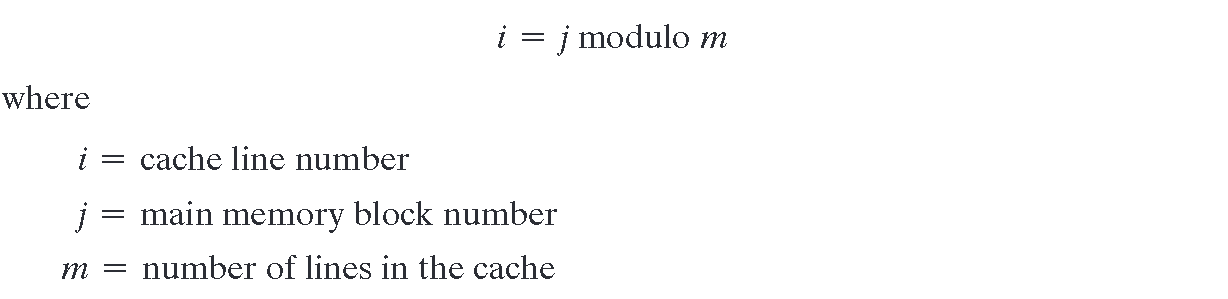 i = j modulo m
where
i = cache line number
j = main memory block number
m = number of lines in the cache